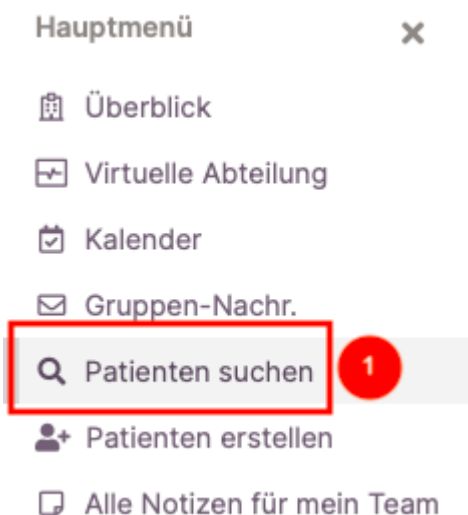 Hauptmenü
Überblick
Virtuelle Abteilung
Kalender
Gruppen-Nachr.
Patienten suchen 1
Patienten erstellen
Alle Notizen für mein Team